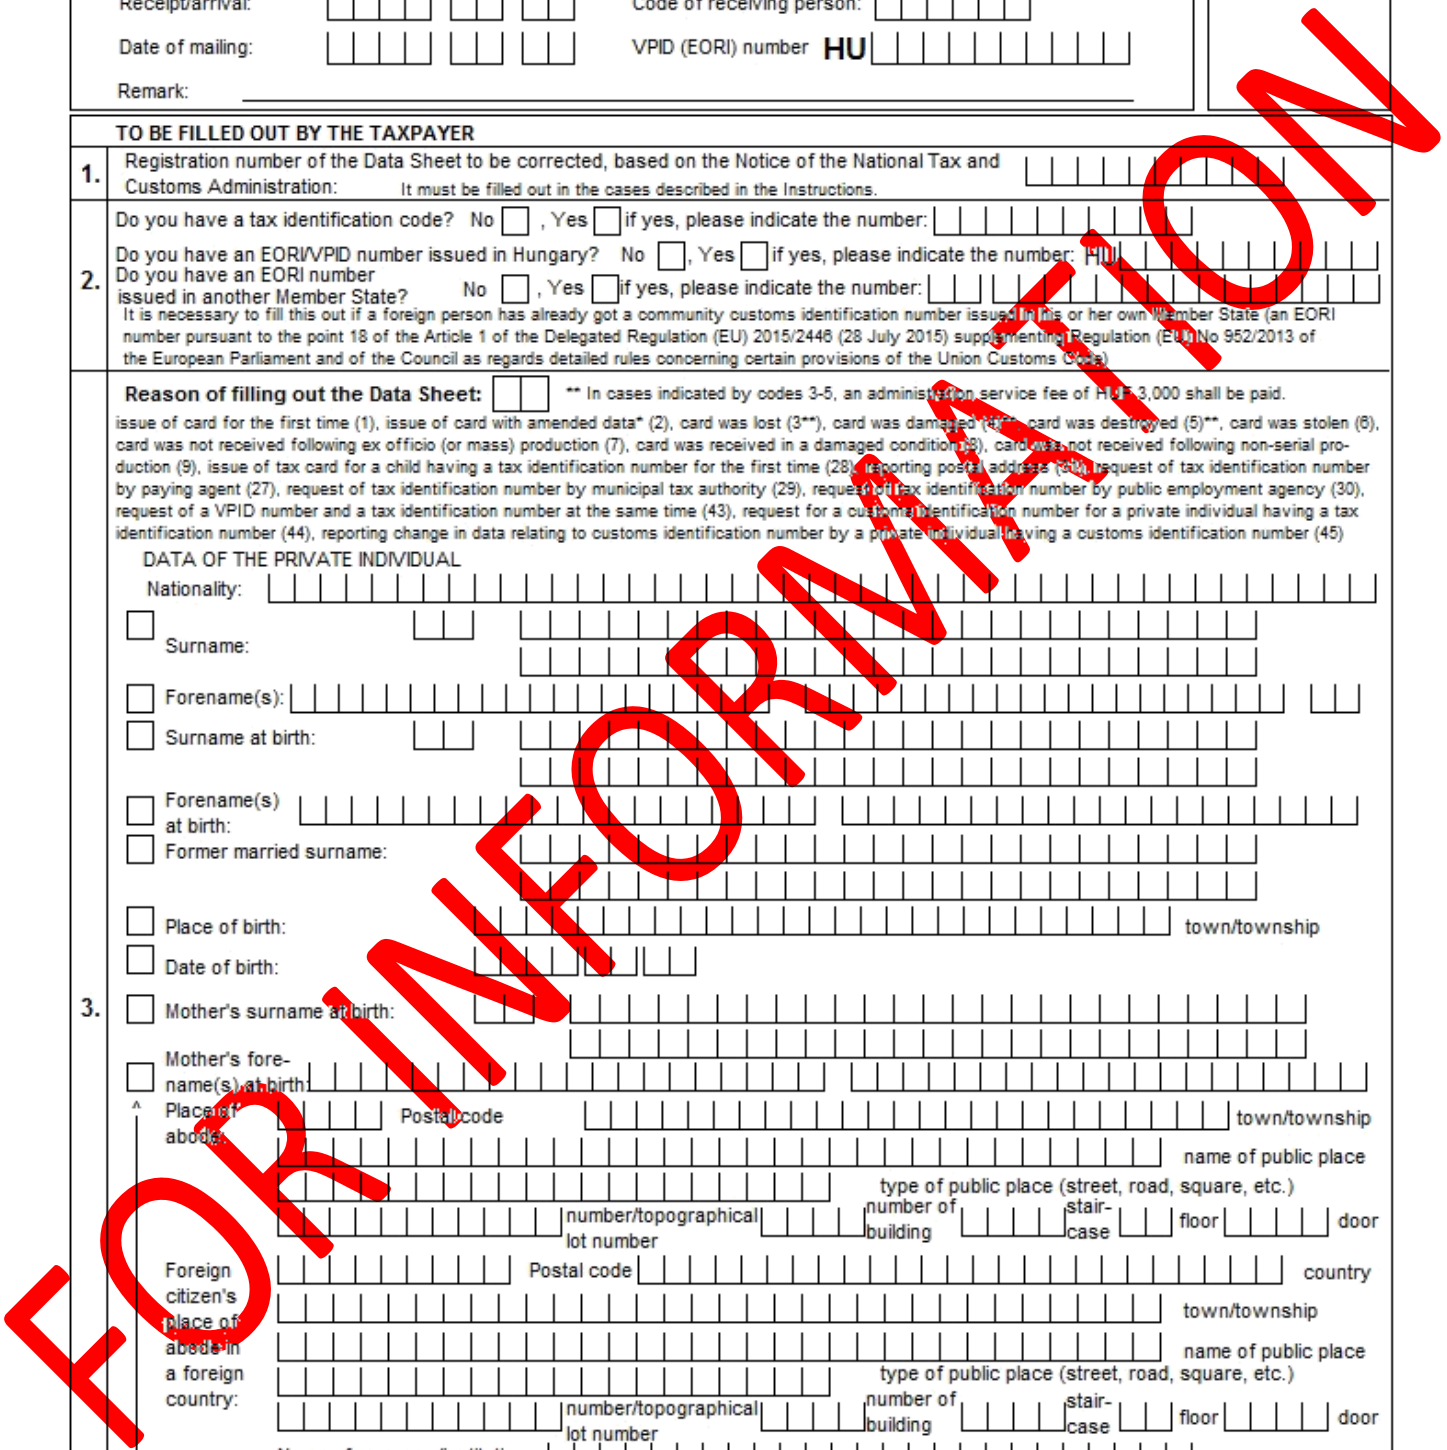 Receipt/arrival: Code of receiving person:
Date of mailing: VPID (EORI) number HU
Remark:
TO BE FILLED OUT BY THE TAXPAYER
1. Registration number of the Data Sheet to be corrected, based on the Notice of the National Tax and
Customs Administration: It must be filled out in the cases described in the Instructions.
2.
Do you have a tax identification code? No , Yes if yes, please indicate the number:
Do you have an EORI/VPID number issued in Hungary? No , Yes if yes, please indicate the number: HU
Do you have an EORI number
issued in another Member State? No , Yes if yes, please indicate the number:
It is necessary to fill this out if a foreign person has already got a community customs identification number issued in his or her own Member State (an EORI
number pursuant to the point 18 of the Article 1 of the Delegated Regulation (EU) 2015/2446 (28 July 2015) supplementing Regulation (EU) No 952/2013 of
the European Parliament and of the Council as regards detailed rules concerning certain provisions of the Union Customs Code)
Reason of filling out the Data Sheet: ** In cases indicated by codes 3-5, an administration service fee of HUF 3,000 shall be paid.
issue of card for the first time (1), issue of card with amended data* (2), card was lost (3**), card was damaged (4)**, card was destroyed (5)**, card was stolen (6),
card was not received following ex officio (or mass) production (7), card was received in a damaged condition (8), card was not received following non-serial pro-
duction (9), issue of tax card for a child having a tax identification number for the first time (28), reporting postal address request of tax identification number
by paying agent (27), request of tax identification number by municipal tax authority (29), request of tax identification number by public employment agency (30),
request of a VPID number and a tax identification number at the same time (43), request for a customs identification number for a private individual having a tax
identification number (44), reporting change in data relating to customs identification number by a private individual having a customs identification number (45)
3.
DATA OF THE PRIVATE INDIVIDUAL
Nationality:
Surname:
Forename(s):
Surname at birth:
Forename(s)
at birth:
Former married surname:
Place of birth: town/township
Date of birth:
Mother's surname at birth:
Mother's fore-
name(s) at birth:
^ Place of
abode: Postal code town/township
name of public place
type of public place (street, road, square, etc.)
number/topographical
lot number
number of
building
stair-
case
floor door
Foreign
citizen's
place of
abode in
a foreign
country:
Postal code country
town/township
name of public place
type of public place (street, road, square, etc.)
number/topographical
lot number
number of
building
stair-
case
floor door
FOR INFORMATION